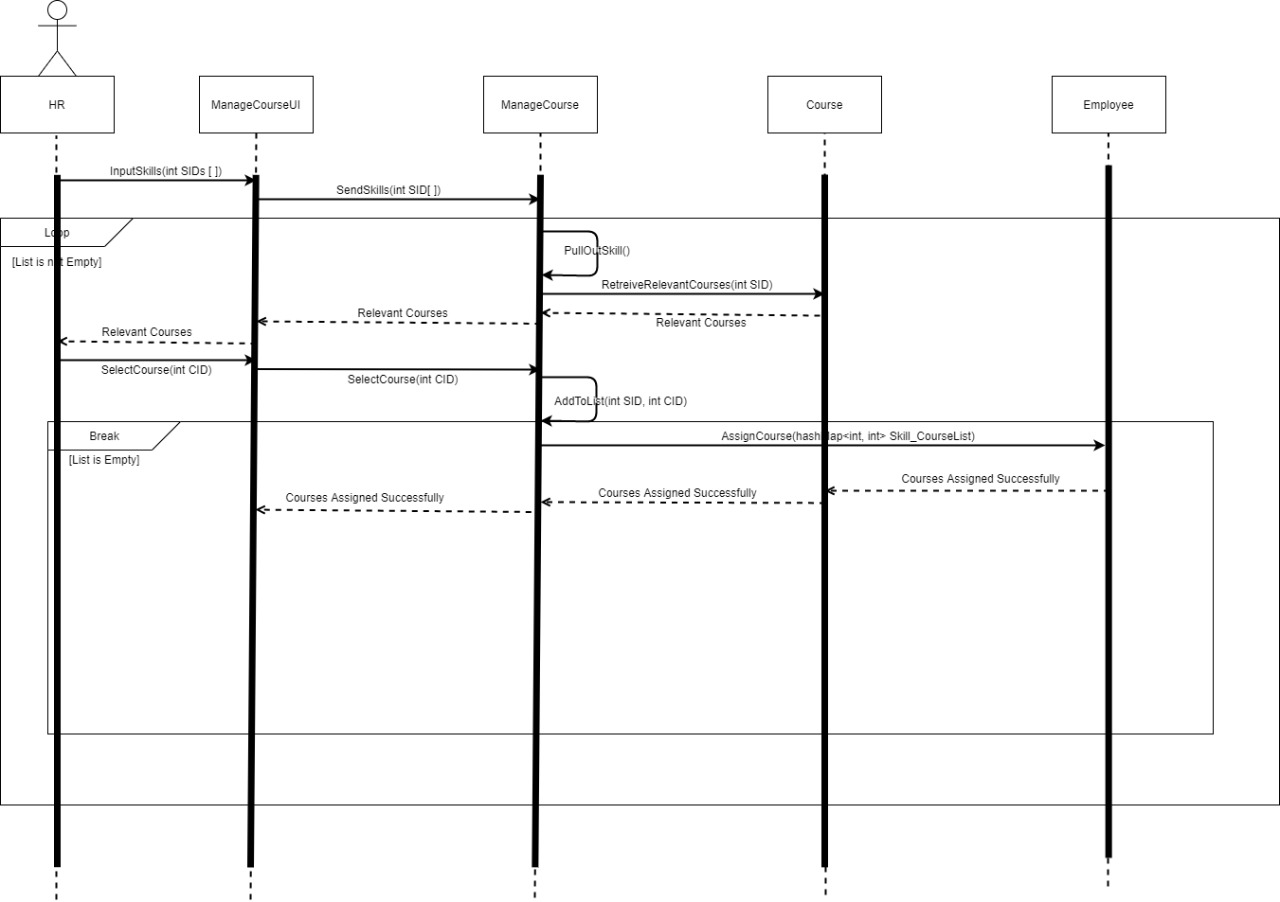 HR
ManageCourseUI
ManageCourse
Course
Employee
InputSkills(int SIDs [ ])
SendSkills(int SID[ ])
Loop
[List is not Empty]
PullOutSkill()
RetreiveRelevantCourses(int SID)
Relevant Courses
Relevant Courses
Relevant Courses
SelectCourse(int CID)
SelectCourse(int CID)
AddToList(int SID, int CID)
Break
[List is Empty]
AssignCourse(hashMap<int, int> Skill_CourseList)
Courses Assigned Successfully
Courses Assigned Successfully
Courses Assigned Successfully